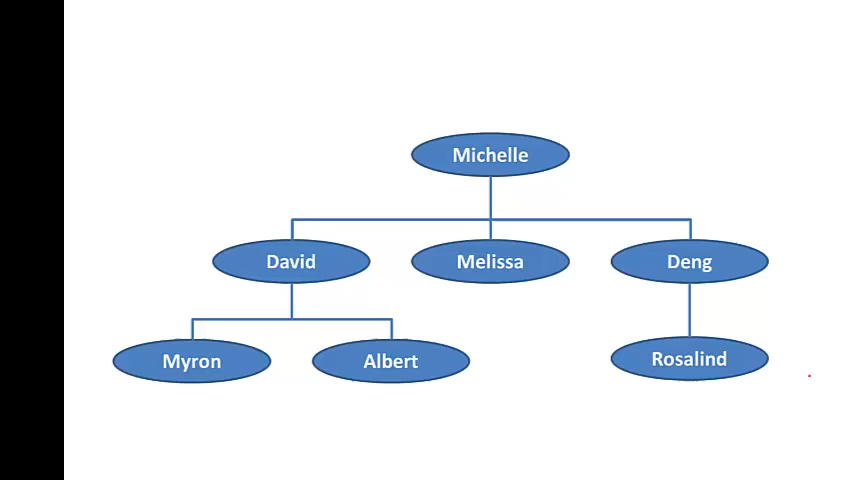 Michelle
David
Melissa
Deng
Myron
Albert
Rosalind